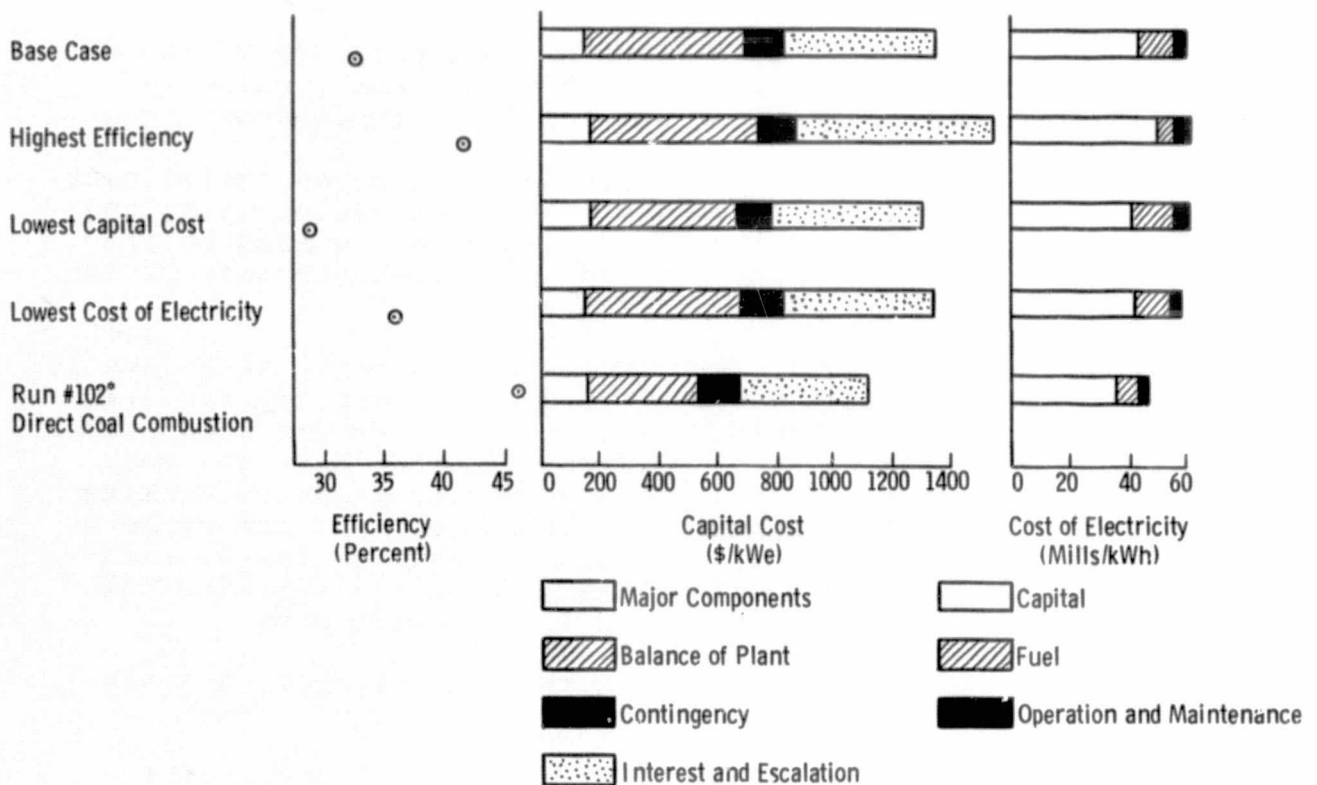 Base Case
Highest Efficiency
Lowest Capital Cost
Lowest Cost of Electricity
Run #102*
Direct Coal Combustion
30 35 40 45
Efficiency
(Percent)
0 200 400 600 800 1000 1200 1400
Capital Cost
($/kWe)
0 20 40 60
Cost of Electricity
(Mills/kWh)
Major Components
Balance of Plant
Contingency
Interest and Escalation
Capital
Fuel
Operation and Maintenance